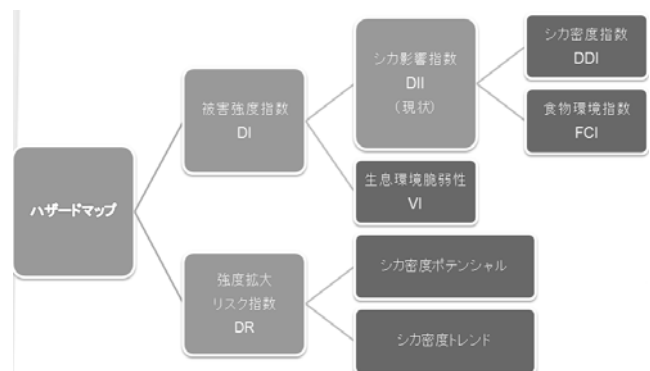 ハザードマップ
被害強度指数
DI
強度拡大
リスク指数
DR
シカ影響指数
DII
(現状)
生息環境脆弱性
VI
シカ密度ポテンシャル
シカ密度トレンド
シカ密度指数
DDI
食物環境指数
FCI